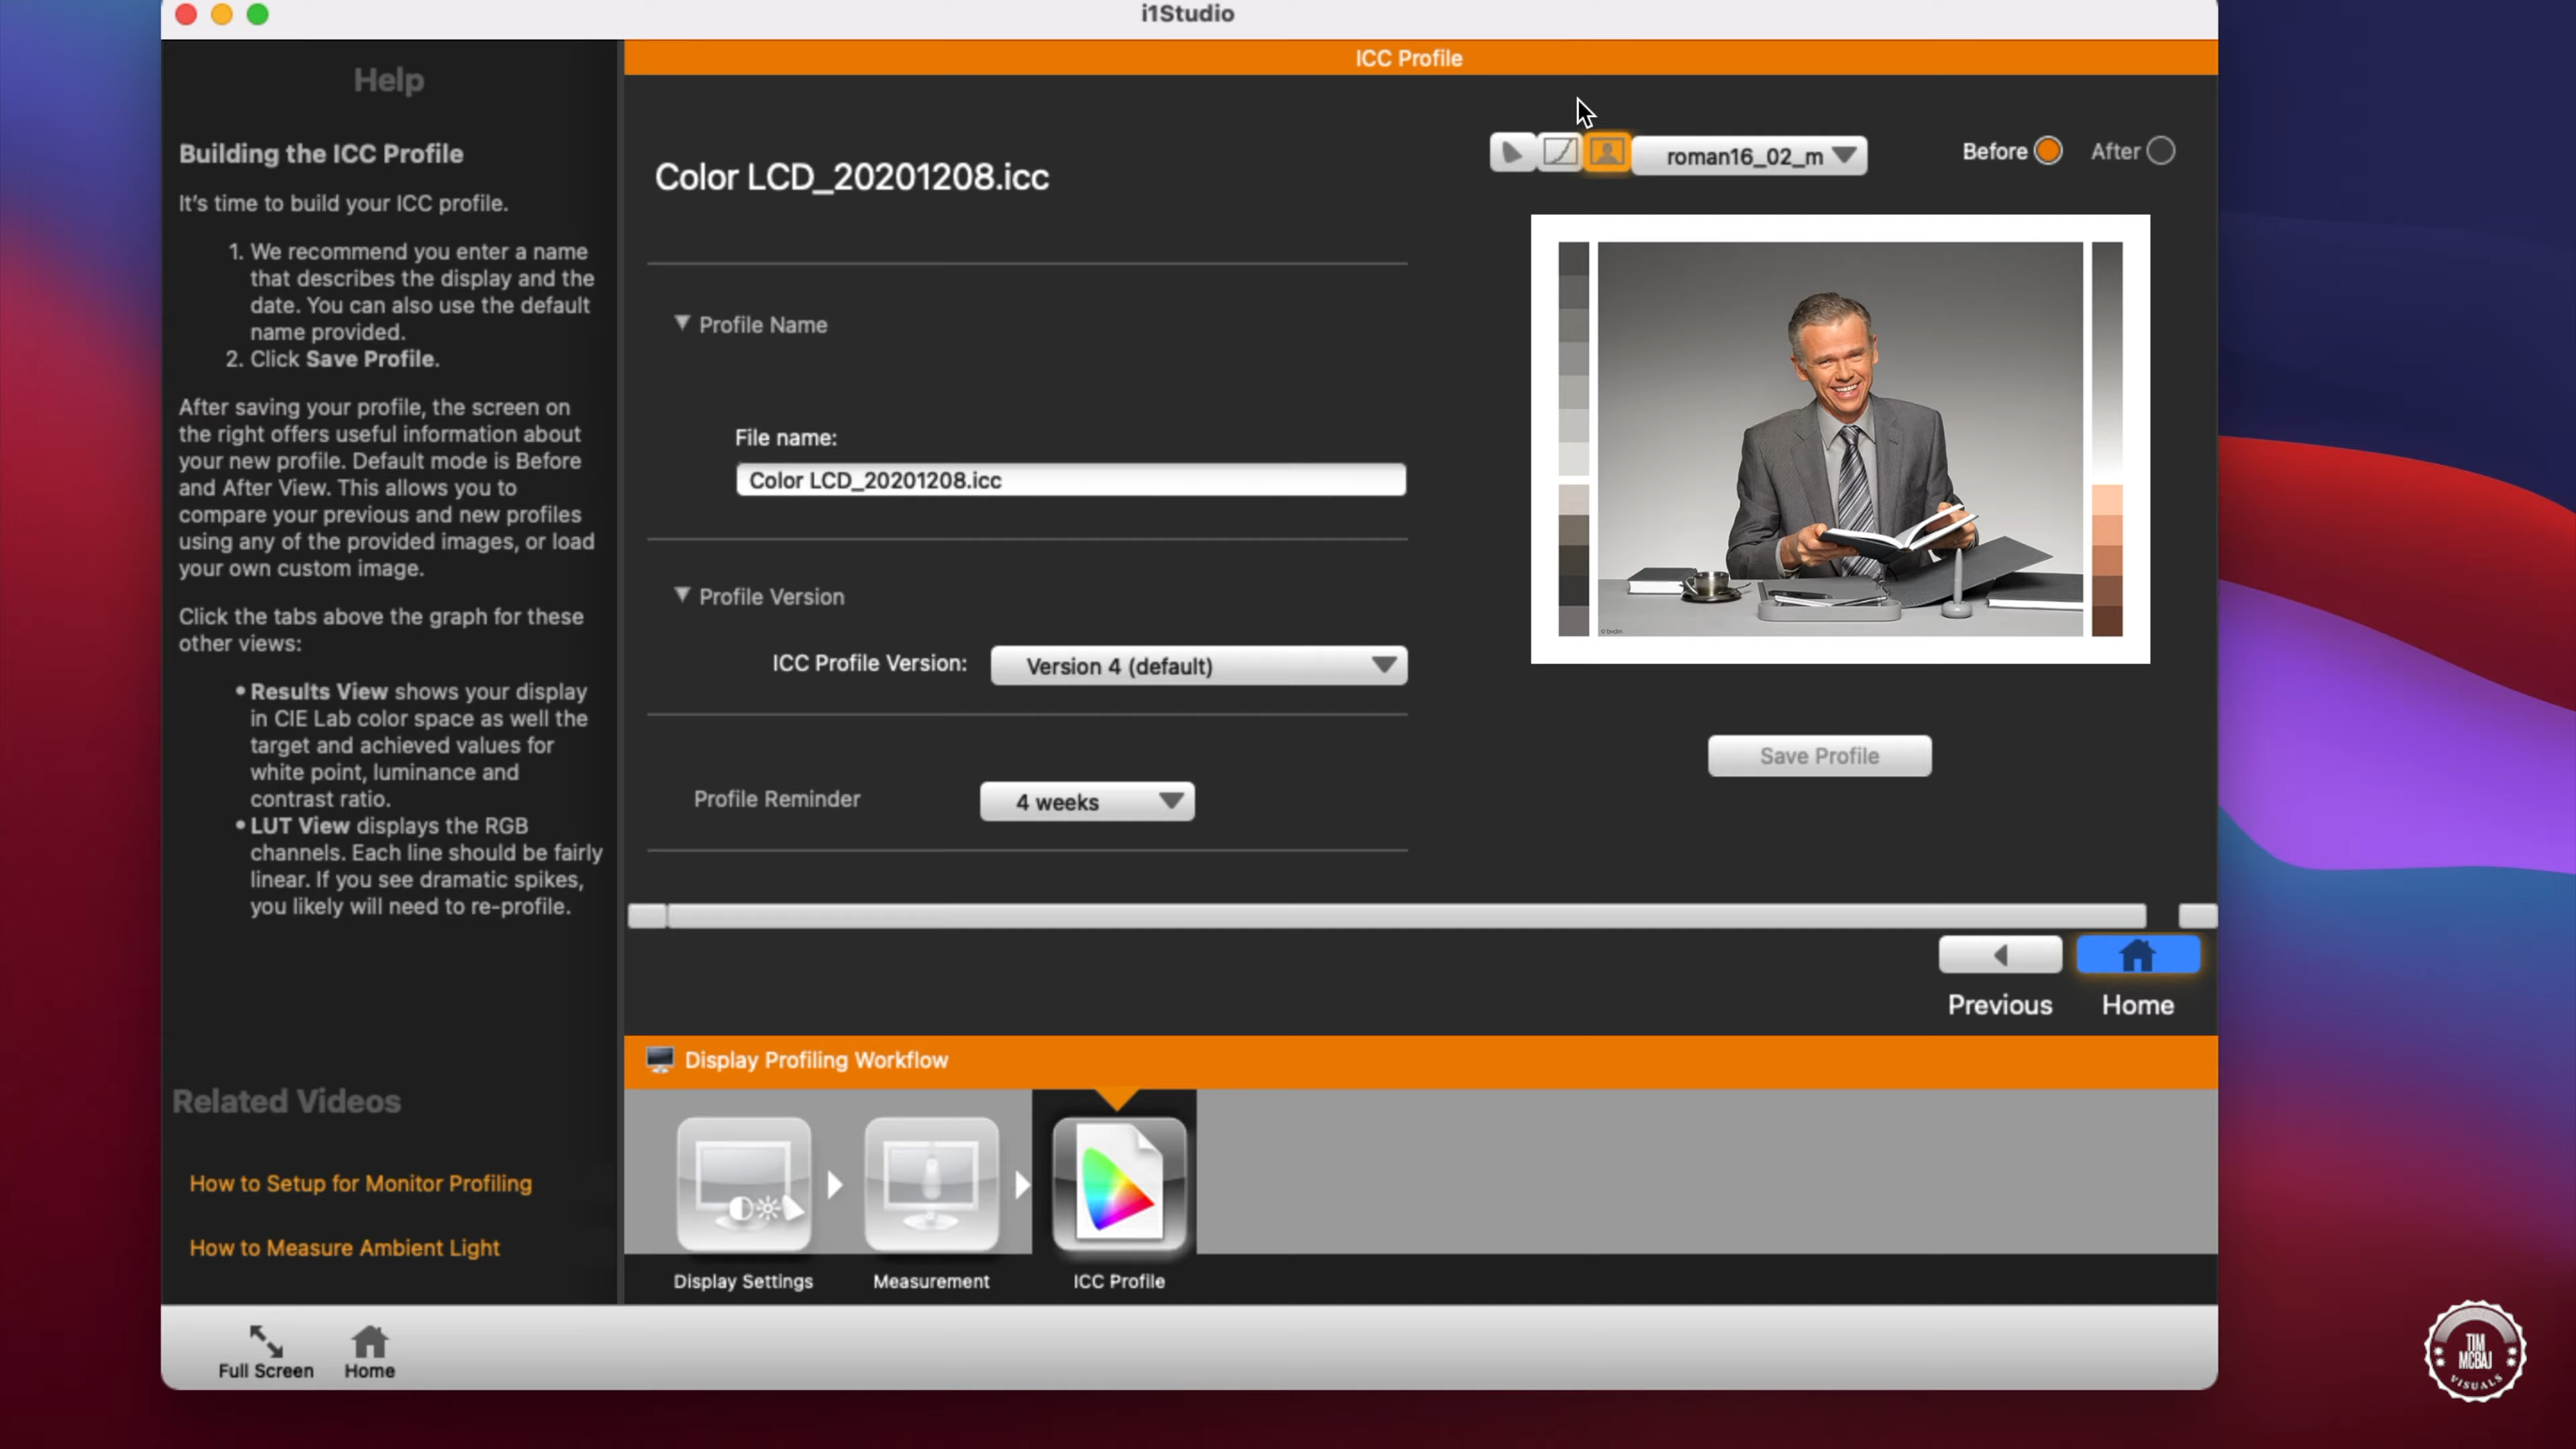 i1Studio
Help
Building the ICC Profile
It's time to build your ICC profile.
1. We recommend you enter a name
that describes the display and the
date. You can also use the default
name provided.
2. Click Save Profile.
After saving your profile, the screen on
the right offers useful information about
your new profile. Default mode is Before
and After View. This allows you to
compare your previous and new profiles
using any of the provided images, or load
your own custom image.
Click the tabs above the graph for these
other views:
• Results View shows your display
in CIE Lab color space as well the
target and achieved values for
white point, luminance and
contrast ratio.
• LUT View displays the RGB
channels. Each line should be fairly
linear. If you see dramatic spikes,
you likely will need to re-profile.
Related Videos
How to Setup for Monitor Profiling
How to Measure Ambient Light
ICC Profile
Color LCD_20201208.icc
roman16_02_m
Before
After
Profile Name
File name:
Color LCD_20201208.icc
Profile Version
ICC Profile Version:
Version 4 (default)
Save Profile
Profile Reminder
4 weeks
Previous
Home
Display Profiling Workflow
Display Settings
Measurement
ICC Profile
Full Screen
Home
TIM
MCBAJ
VISUALS